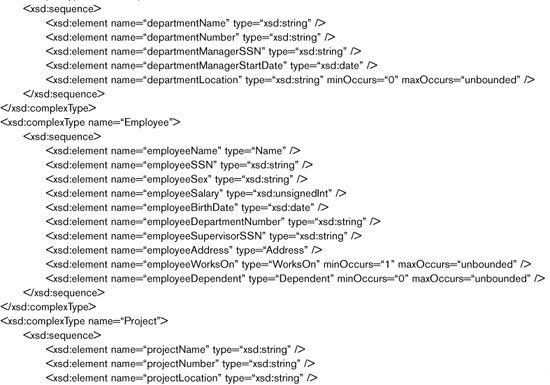 <xsd:sequence>
<xsd:element name=“departmentName” type=“xsd:string” />
<xsd:element name=“departmentNumber” type=“xsd:string” />
<xsd:element name=“departmentManagerSSN” type=“xsd:string” />
<xsd:element name=“departmentManagerStartDate” type=“xsd:date” />
<xsd:element name=“departmentLocation” type=“xsd:string” minOccurs=“0” maxOccurs=“unbounded” />
</xsd:sequence>
</xsd:complexType>
<xsd:complexType name=“Employee”>
<xsd:sequence>
<xsd:element name=“employeeName” type=“Name” />
<xsd:element name=“employeeSSN” type=“xsd:string” />
<xsd:element name=“employeeSex” type=“xsd:string” />
<xsd:element name=“employeeSalary” type=“xsd:unsignedInt” />
<xsd:element name=“employeeBirthDate” type=“xsd:date” />
<xsd:element name=“employeeDepartmentNumber” type=“xsd:string” />
<xsd:element name=“employeeSupervisorSSN” type=“xsd:string” />
<xsd:element name=“employeeAddress” type=“Address” />
<xsd:element name=“employeeWorksOn” type=“WorksOn” minOccurs=“1” maxOccurs=“unbounded” />
<xsd:element name=“employeeDependent” type=“Dependent” minOccurs=“0” maxOccurs=“unbounded” />
</xsd:sequence>
</xsd:complexType>
<xsd:complexType name=“Project”>
<xsd:sequence>
<xsd:element name=“projectName” type=“xsd:string” />
<xsd:element name=“projectNumber” type=“xsd:string” />
<xsd:element name=“projectLocation” type=“xsd:string” />